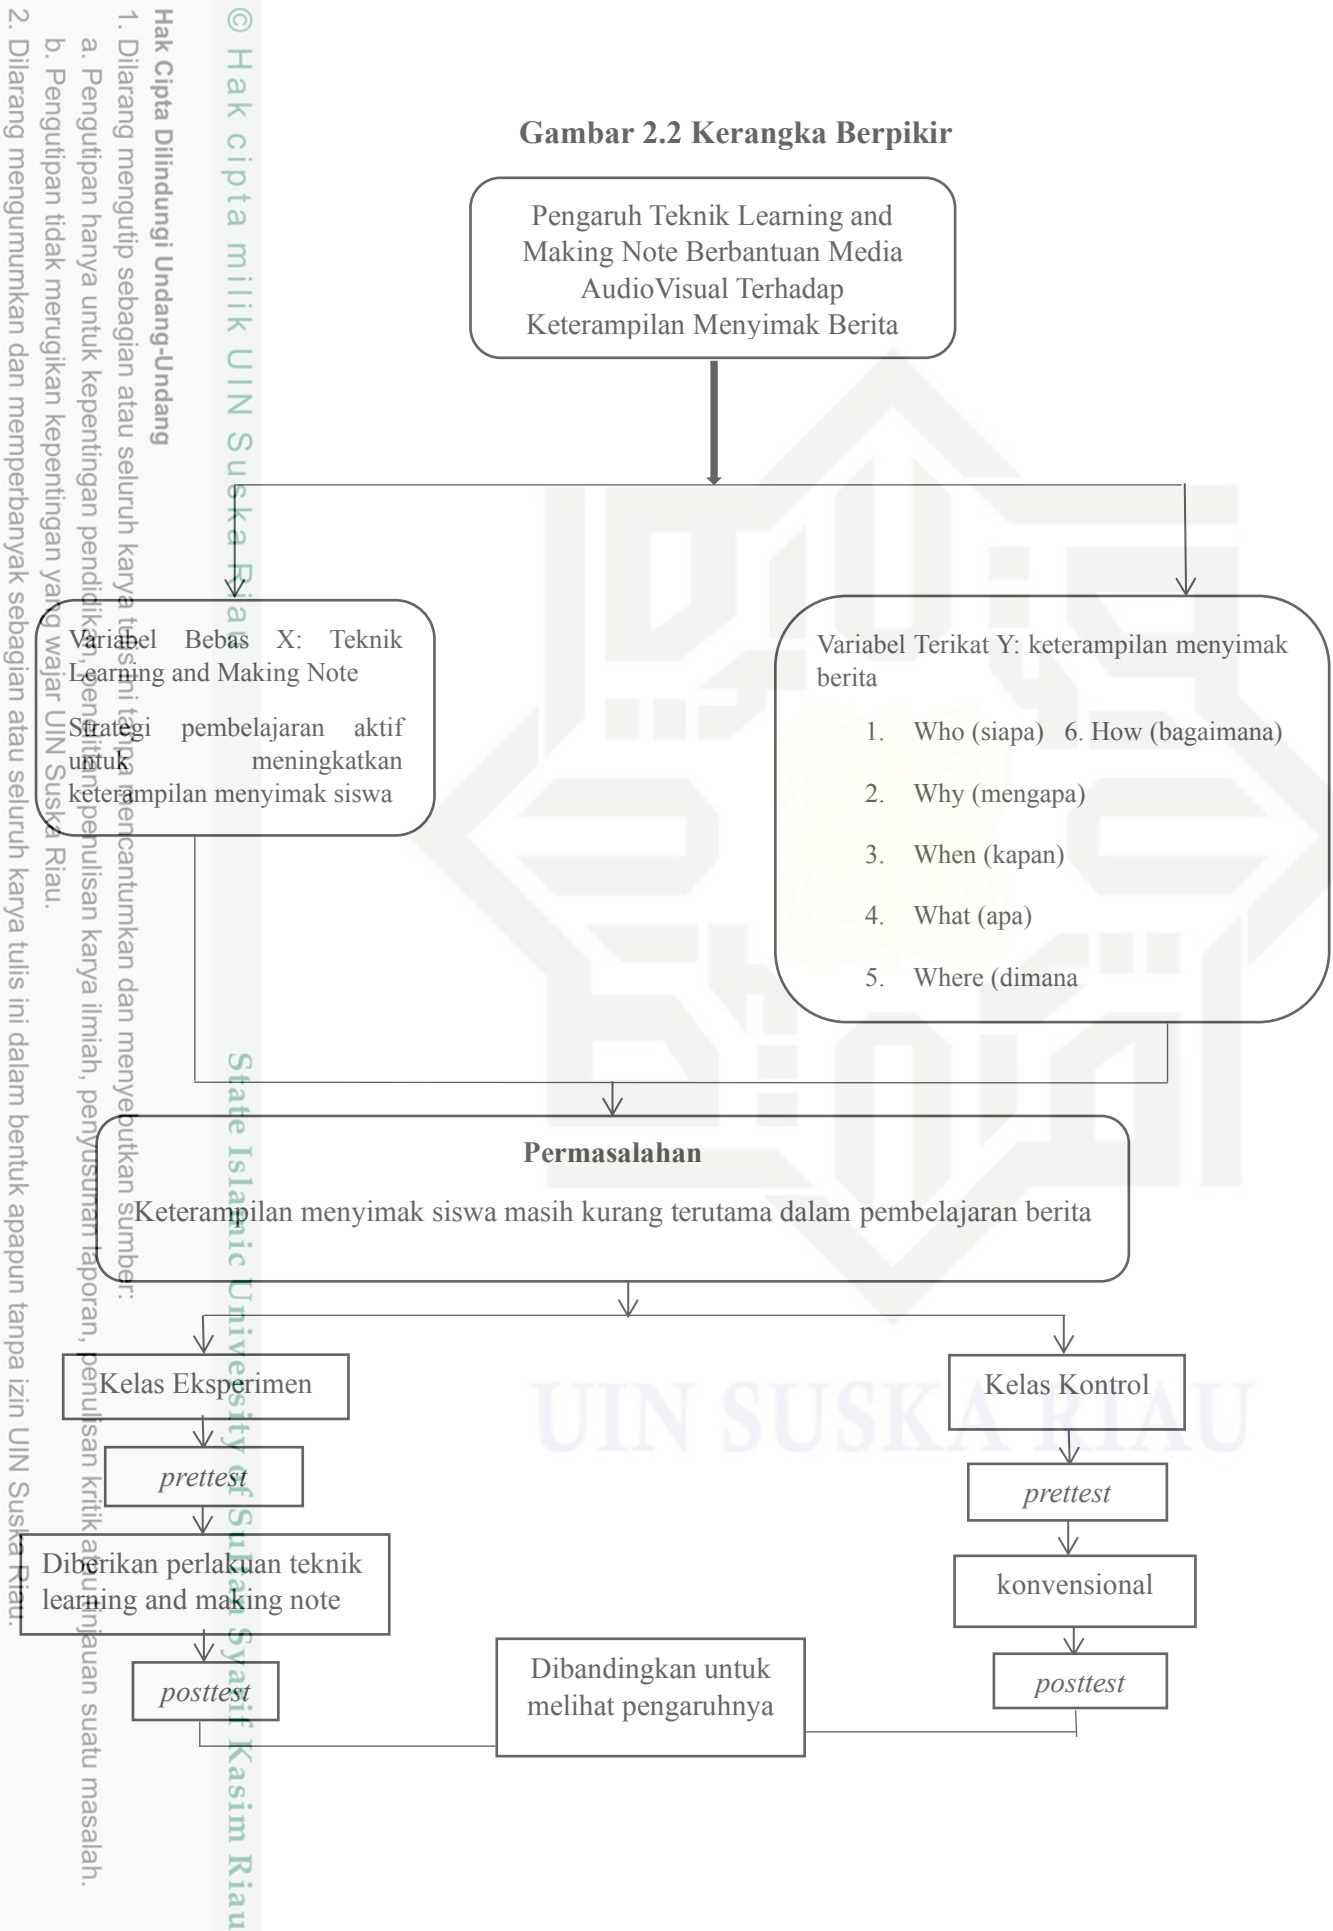 Gambar 2.2 Kerangka Berpikir
Pengaruh Teknik Learning and
Making Note Berbantuan Media
AudioVisual Terhadap
Keterampilan Menyimak Berita
Variabel Bebas X: Teknik
Learning and Making Note
Strategi pembelajaran aktif
untuk meningkatkan
keterampilan menyimak siswa
Variabel Terikat Y: keterampilan menyimak
berita
1. Who (siapa) 6. How (bagaimana)
2. Why (mengapa)
3. When (kapan)
4. What (apa)
5. Where (dimana
Permasalahan
Keterampilan menyimak siswa masih kurang terutama dalam pembelajaran berita
Kelas Eksperimen
prettest
Diberikan perlakuan teknik
learning and making note
posttest
Kelas Kontrol
prettest
konvensional
posttest
Dibandingkan untuk
melihat pengaruhnya
UIN SUSKA RIAU
© Hak cipta milik UIN Suska Riau
State Islamic University of Sultan Syarif Kasim Riau
Hak Cipta Dilindungi Undang-Undang
1. Dilarang mengutip sebagian atau seluruh karya tulis ini tanpa mencantumkan dan menyebutkan sumber:
a. Pengutipan hanya untuk kepentingan pendidikan, penelitian, penulisan karya ilmiah, penyusunan laporan, penulisan kritik atau tinjauan suatu masalah.
b. Pengutipan tidak merugikan kepentingan yang wajar UIN Suska Riau.
2. Dilarang mengumumkan dan memperbanyak sebagian atau seluruh karya tulis ini dalam bentuk apapun tanpa izin UIN Suska Riau.